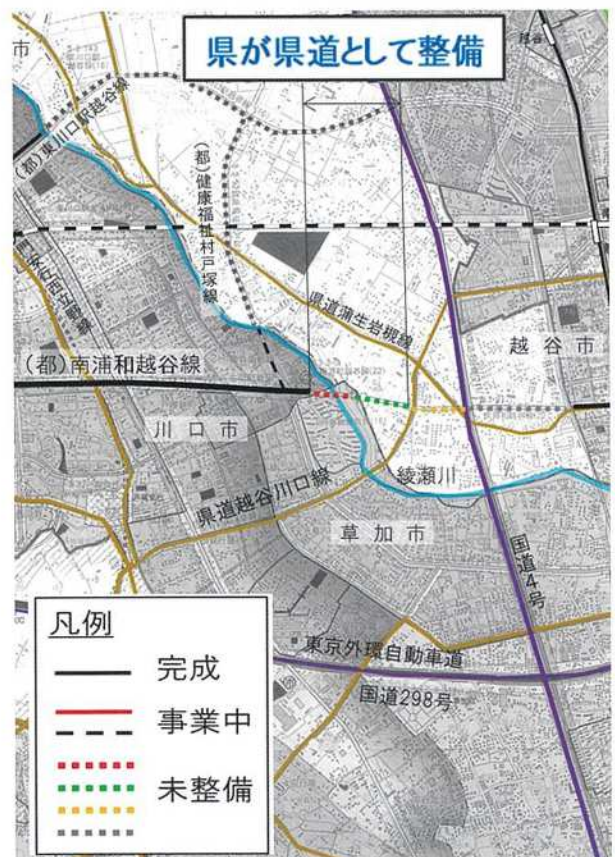 県が県道として整備
市
越谷
(都)東川口駅越谷線
(都)健康福祉村戸塚線
県道蒲生岩槻線
越谷市
(都)南浦和越谷線
川口市
県道越谷川口線
綾瀬川
草加市
国道4号
東京外環自動車道
国道298号
凡例
完成
事業中
未整備